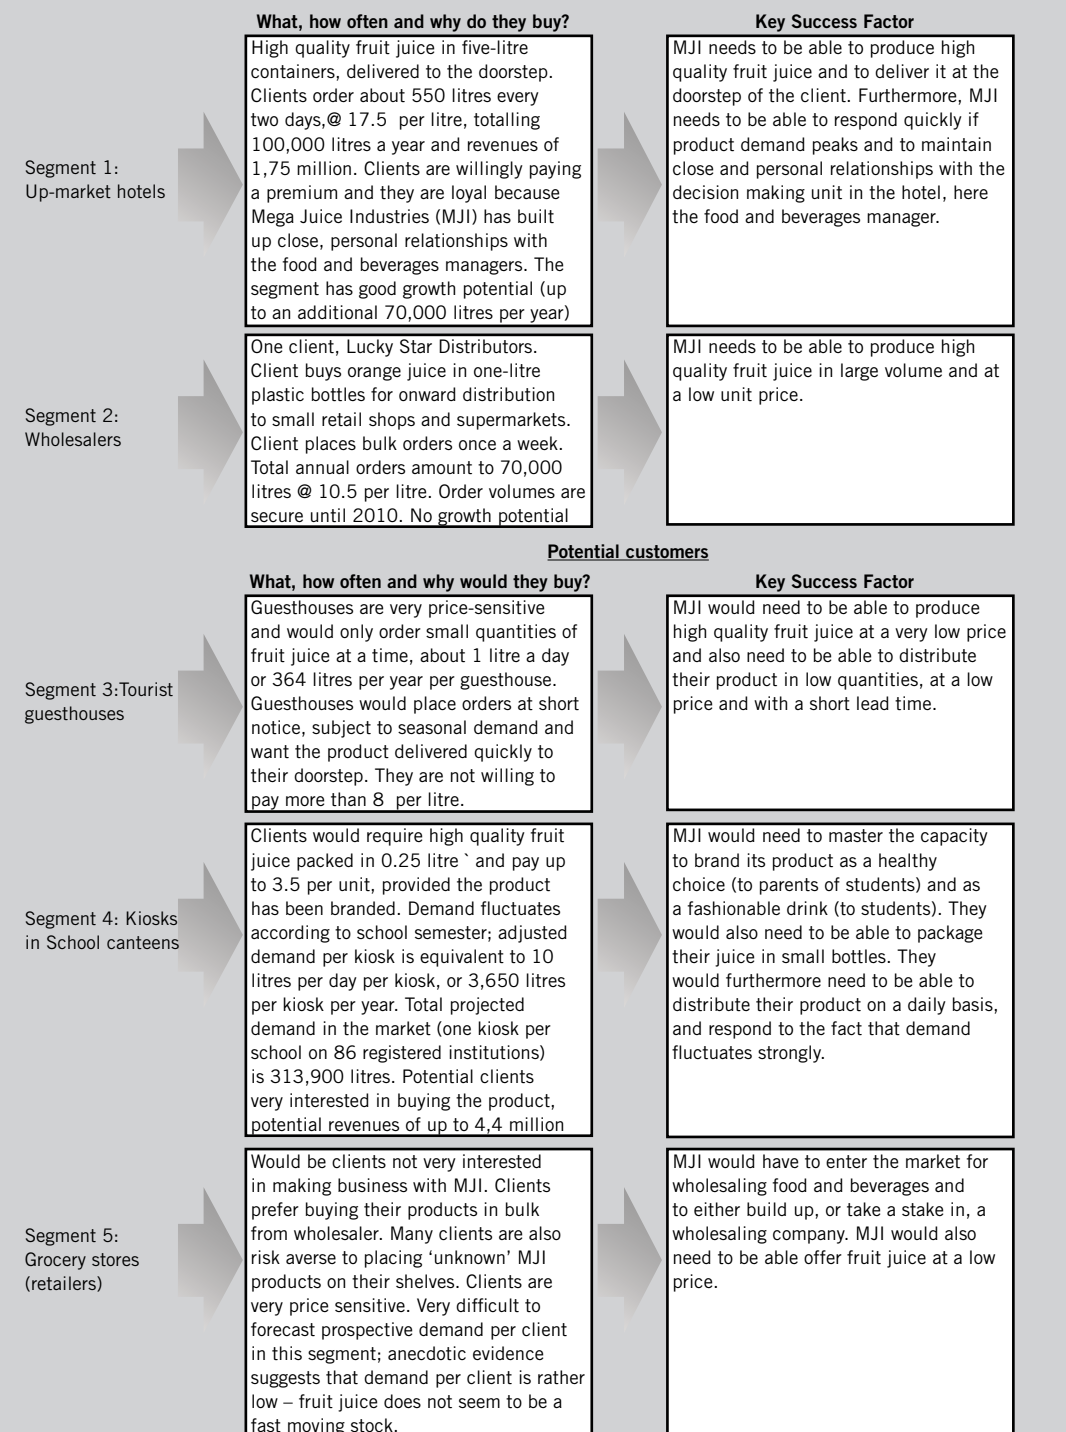 What, how often and why do they buy?
Key Success Factor
Segment 1:
Up-market hotels
High quality fruit juice in five-litre
containers, delivered to the doorstep.
Clients order about 550 litres every
two days,@ 17.5  per litre, totalling
100,000 litres a year and revenues of
1,75 million. Clients are willingly paying
a premium and they are loyal because
Mega Juice Industries (MJI) has built
up close, personal relationships with
the food and beverages managers. The
segment has good growth potential (up
to an additional 70,000 litres per year)
MJI needs to be able to produce high
quality fruit juice and to deliver it at the
doorstep of the client. Furthermore, MJI
needs to be able to respond quickly if
product demand peaks and to maintain
close and personal relationships with the
decision making unit in the hotel, here
the food and beverages manager.
Segment 2:
Wholesalers
One client, Lucky Star Distributors.
Client buys orange juice in one-litre
plastic bottles for onward distribution
to small retail shops and supermarkets.
Client places bulk orders once a week.
Total annual orders amount to 70,000
litres @ 10.5 per litre. Order volumes are
secure until 2010. No growth potential
MJI needs to be able to produce high
quality fruit juice in large volume and at
a low unit price.
Potential customers
What, how often and why would they buy?
Key Success Factor
Segment 3:Tourist
guesthouses
Guesthouses are very price-sensitive
and would only order small quantities of
fruit juice at a time, about 1 litre a day
or 364 litres per year per guesthouse.
Guesthouses would place orders at short
notice, subject to seasonal demand and
want the product delivered quickly to
their doorstep. They are not willing to
pay more than 8  per litre.
MJI would need to be able to produce
high quality fruit juice at a very low price
and also need to be able to distribute
their product in low quantities, at a low
price and with a short lead time.
Segment 4: Kiosks
in School canteens
Clients would require high quality fruit
juice packed in 0.25 litre ` and pay up
to 3.5 per unit, provided the product
has been branded. Demand fluctuates
according to school semester; adjusted
demand per kiosk is equivalent to 10
litres per day per kiosk, or 3,650 litres
per kiosk per year. Total projected
demand in the market (one kiosk per
school on 86 registered institutions)
is 313,900 litres. Potential clients
very interested in buying the product,
potential revenues of up to 4,4 million
MJI would need to master the capacity
to brand its product as a healthy
choice (to parents of students) and as
a fashionable drink (to students). They
would also need to be able to package
their juice in small bottles. They
would furthermore need to be able to
distribute their product on a daily basis,
and respond to the fact that demand
fluctuates strongly.
Segment 5:
Grocery stores
(retailers)
Would be clients not very interested
in making business with MJI. Clients
prefer buying their products in bulk
from wholesaler. Many clients are also
risk averse to placing ‘unknown’ MJI
products on their shelves. Clients are
very price sensitive. Very difficult to
forecast prospective demand per client
in this segment; anecdotic evidence
suggests that demand per client is rather
low – fruit juice does not seem to be a
fast moving stock.
MJI would have to enter the market for
wholesaling food and beverages and
to either build up, or take a stake in, a
wholesaling company. MJI would also
need to be able offer fruit juice at a low
price.